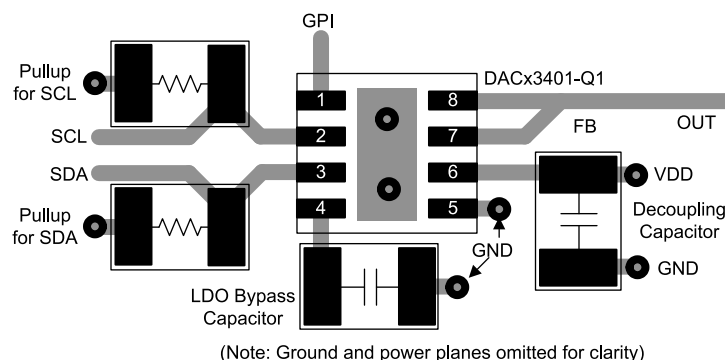 GPI
DACx3401-Q1
Pullup
for SCL
1
8
OUT
SCL
2
7
FB
SDA
3
6
VDD
Pullup
for SDA
4
5
Decoupling
Capacitor
GND
GND
LDO Bypass
Capacitor
(Note: Ground and power planes omitted for clarity)